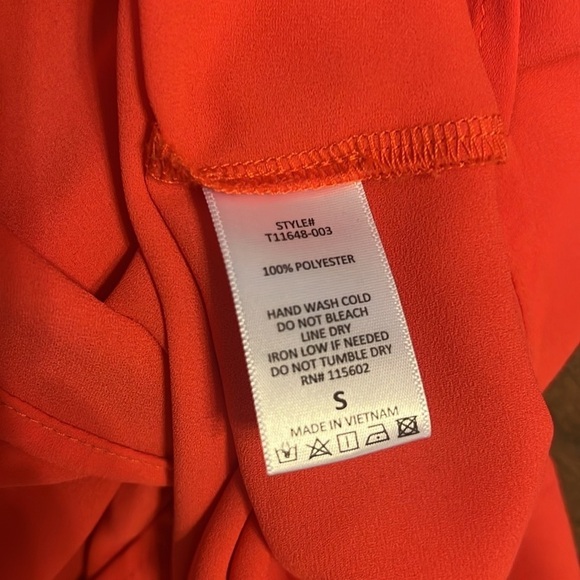 STYLE#
T11648-003
100% POLYESTER
HAND WASH COLD
DO NOT BLEACH
LINE DRY
IRON LOW IF NEEDED
DO NOT TUMBLE DRY
RN# 115602
S
MADE IN VIETNAM